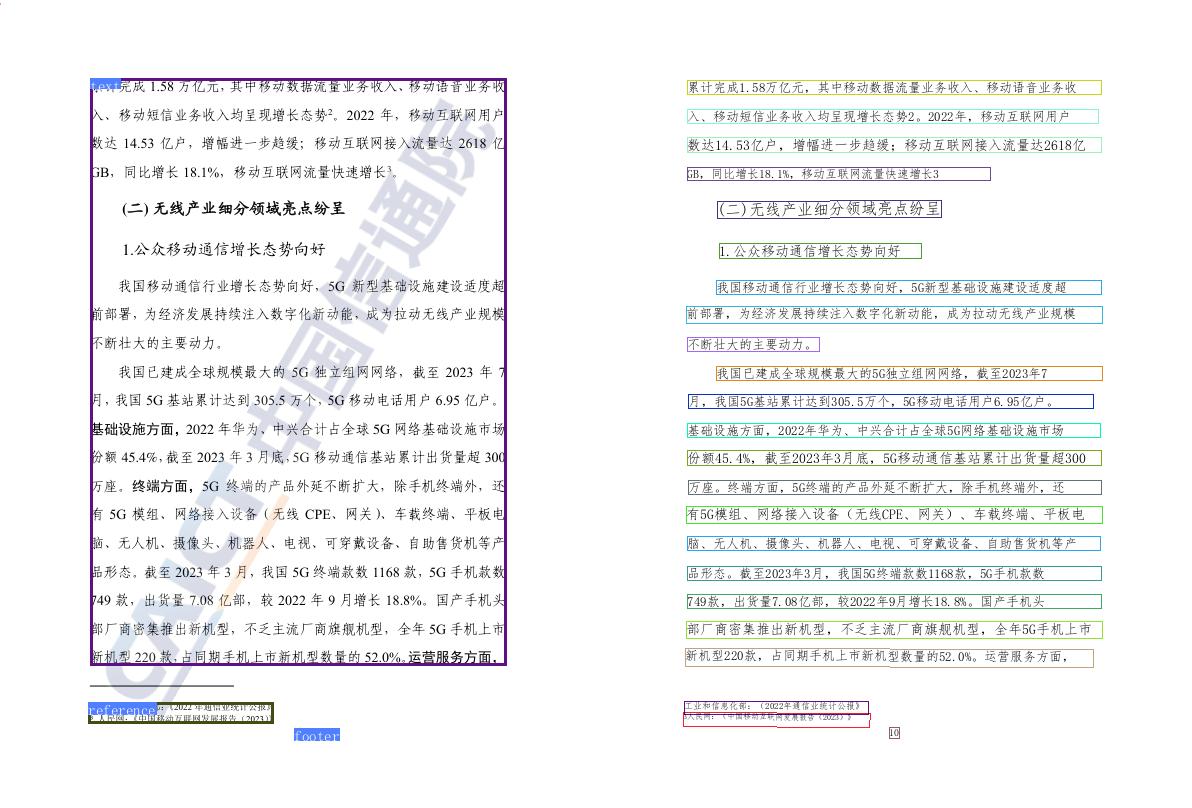 text
完成 1.58 万亿元，其中移动数据流量业务收入、移动语音业务收
入、移动短信业务收入均呈现增长态势²。2022 年，移动互联网用户
数达 14.53 亿户，增幅进一步趋缓；移动互联网接入流量达 2618 亿
GB，同比增长 18.1%，移动互联网流量快速增长³。
(二) 无线产业细分领域亮点纷呈
1.公众移动通信增长态势向好
我国移动通信行业增长态势向好，5G 新型基础设施建设适度超
前部署，为经济发展持续注入数字化新动能，成为拉动无线产业规模
不断壮大的主要动力。
我国已建成全球规模最大的 5G 独立组网网络，截至 2023 年 7
月，我国 5G 基站累计达到 305.5 万个，5G 移动电话用户 6.95 亿户。
基础设施方面，2022 年华为、中兴合计占全球 5G 网络基础设施市场
份额 45.4%，截至 2023 年 3 月底，5G 移动通信基站累计出货量超 300
万座。终端方面，5G 终端的产品外延不断扩大，除手机终端外，还
有 5G 模组、网络接入设备（无线 CPE、网关）、车载终端、平板电
脑、无人机、摄像头、机器人、电视、可穿戴设备、自助售货机等产
品形态。截至 2023 年 3 月，我国 5G 终端款数 1168 款，5G 手机款数
749 款，出货量 7.08 亿部，较 2022 年 9 月增长 18.8%。国产手机头
部厂商密集推出新机型，不乏主流厂商旗舰机型，全年 5G 手机上市
新机型 220 款，占同期手机上市新机型数量的 52.0%。运营服务方面，
CAICT 中国信通院
reference
：《2022 年通信业统计公报》
人民网：《中国移动互联网发展报告（2023）》
footer
累计完成1.58万亿元，其中移动数据流量业务收入、移动语音业务收
入、移动短信业务收入均呈现增长态势2。2022年，移动互联网用户
数达14.53亿户，增幅进一步趋缓；移动互联网接入流量达2618亿
GB，同比增长18.1%，移动互联网流量快速增长3
(二)无线产业细分领域亮点纷呈
1.公众移动通信增长态势向好
我国移动通信行业增长态势向好，5G新型基础设施建设适度超
前部署，为经济发展持续注入数字化新动能，成为拉动无线产业规模
不断壮大的主要动力。
我国已建成全球规模最大的5G独立组网网络，截至2023年7
月，我国5G基站累计达到305.5万个，5G移动电话用户6.95亿户。
基础设施方面，2022年华为、中兴合计占全球5G网络基础设施市场
份额45.4%，截至2023年3月底，5G移动通信基站累计出货量超300
万座。终端方面，5G终端的产品外延不断扩大，除手机终端外，还
有5G模组、网络接入设备（无线CPE、网关）、车载终端、平板电
脑、无人机、摄像头、机器人、电视、可穿戴设备、自助售货机等产
品形态。截至2023年3月，我国5G终端款数1168款，5G手机款数
749款，出货量7.08亿部，较2022年9月增长18.8%。国产手机头
部厂商密集推出新机型，不乏主流厂商旗舰机型，全年5G手机上市
新机型220款，占同期手机上市新机型数量的52.0%。运营服务方面，
工业和信息化部：《2022年通信业统计公报》
人民网：《中国移动互联网发展报告（2023）》
10